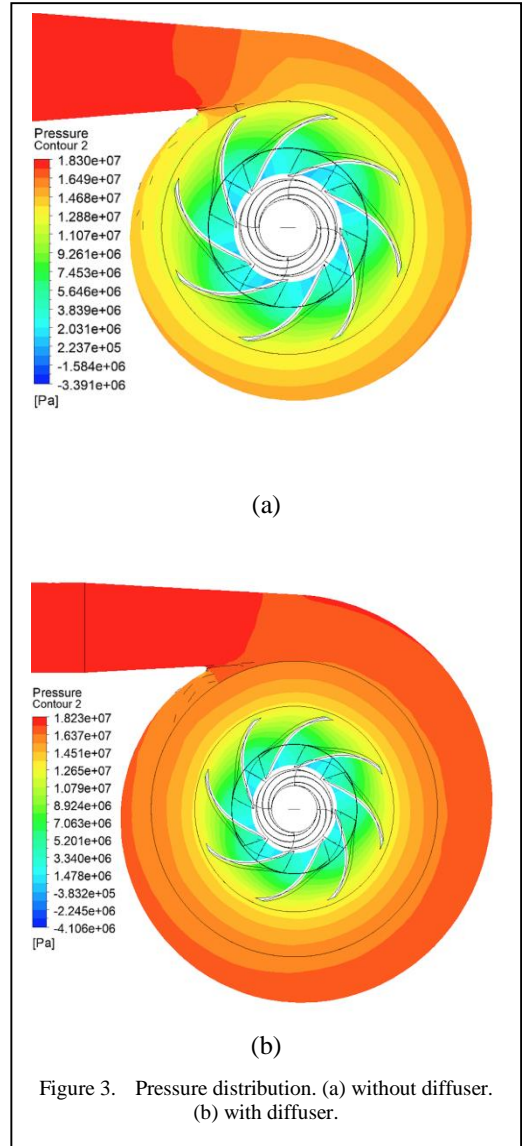 Pressure
Contour 2
1.830e+07
1.649e+07
1.468e+07
1.288e+07
1.107e+07
9.261e+06
7.453e+06
5.646e+06
3.839e+06
2.031e+06
2.237e+05
-1.584e+06
-3.391e+06
[Pa]
(a)
Pressure
Contour 2
1.823e+07
1.637e+07
1.451e+07
1.265e+07
1.079e+07
8.924e+06
7.063e+06
5.201e+06
3.340e+06
1.478e+06
-3.832e+05
-2.245e+06
-4.106e+06
[Pa]
(b)
Figure 3. Pressure distribution. (a) without diffuser.
(b) with diffuser.